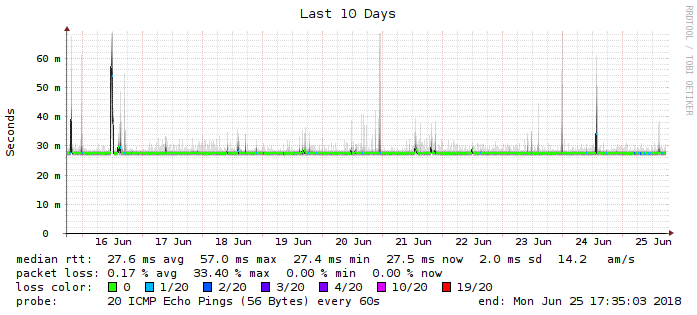 Last 10 Days
RRDTOOL / TOBI OETIKER
Seconds
60 m
50 m
40 m
30 m
20 m
10 m
0
16 Jun 17 Jun 18 Jun 19 Jun 20 Jun 21 Jun 22 Jun 23 Jun 24 Jun 25 Jun
median rtt: 27.6 ms avg 57.0 ms max 27.4 ms min 27.5 ms now 2.0 ms sd 14.2 am/s
packet loss: 0.17 % avg 33.40 % max 0.00 % min 0.00 % now
loss color: 0 1/20 2/20 3/20 4/20 10/20 19/20
probe: 20 ICMP Echo Pings (56 Bytes) every 60s end: Mon Jun 25 17:35:03 2018